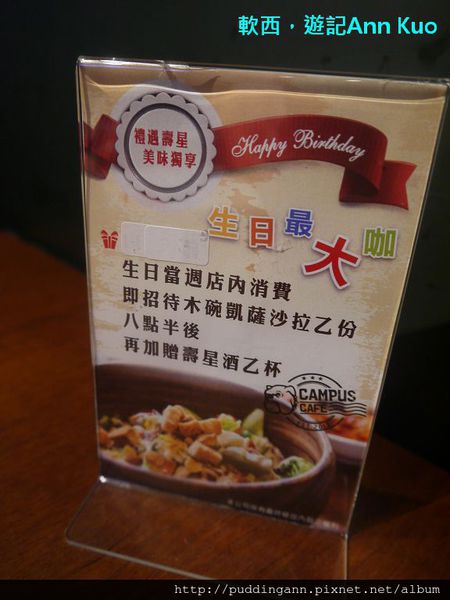 軟西，遊記Ann Kuo
禮遇壽星
美味獨享
Happy Birthday
生日最大咖
生日當週店內消費
即招待木碗凱薩沙拉乙份
八點半後
再加贈壽星酒乙杯
CAMPUS
CAFE
http://puddingann.pixnet.net/album